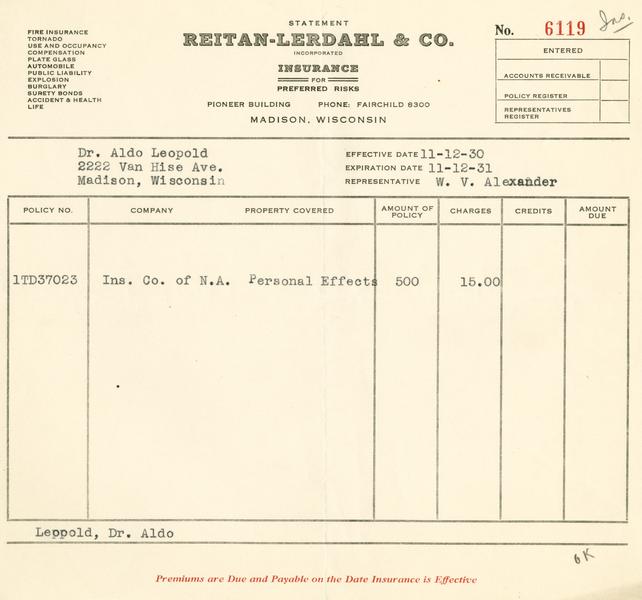 STATEMENT
REITAN-LERDAHL & CO.
INCORPORATED
INSURANCE
FOR
PREFERRED RISKS
PIONEER BUILDING PHONE: FAIRCHILD 8300
MADISON, WISCONSIN
FIRE INSURANCE
TORNADO
USE AND OCCUPANCY
COMPENSATION
PLATE GLASS
AUTOMOBILE
PUBLIC LIABILITY
EXPLOSION
BURGLARY
SURETY BONDS
ACCIDENT & HEALTH
LIFE
No. 6119
Ins.
ENTERED
ACCOUNTS RECEIVABLE
POLICY REGISTER
REPRESENTATIVES
REGISTER
Dr. Aldo Leopold
2222 Van Hise Ave.
Madison, Wisconsin
EFFECTIVE DATE 11-12-30
EXPIRATION DATE 11-12-31
REPRESENTATIVE W. V. Alexander
POLICY NO. COMPANY PROPERTY COVERED AMOUNT OF POLICY CHARGES CREDITS AMOUNT DUE
1TD37023 Ins. Co. of N.A. Personal Effects 500 15.00
Leopold, Dr. Aldo
OK
Premiums are Due and Payable on the Date Insurance is Effective